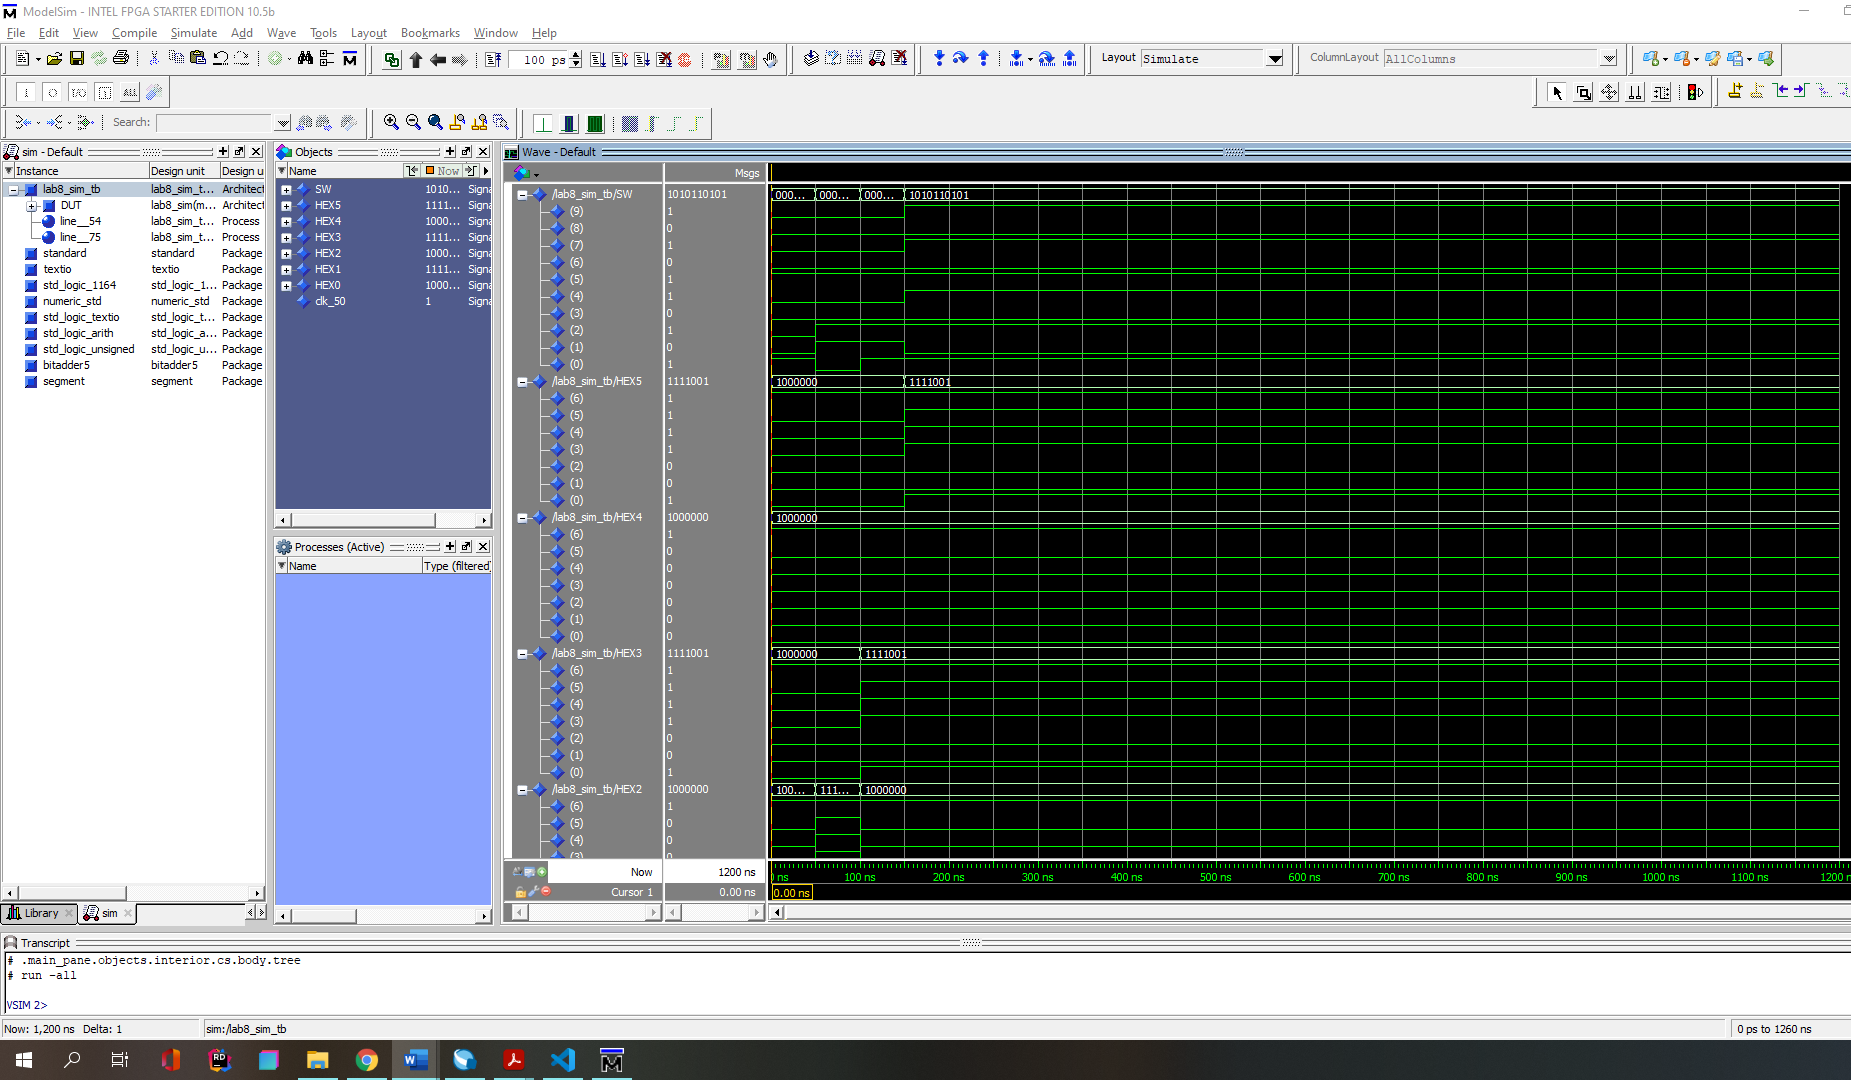 ModelSim - INTEL FPGA STARTER EDITION 10.5b
File Edit View Compile Simulate Add Wave Tools Layout Bookmarks Window Help
100 ps
Layout Simulate
ColumnLayout AllColumns
Search:
sim - Default
Instance Design unit Design u
lab8_sim_tb lab8_sim_t... Architect
DUT lab8_sim(m... Architect
line__54 lab8_sim_t... Process
line__75 lab8_sim_t... Process
standard standard Package
textio textio Package
std_logic_1164 std_logic_1... Package
numeric_std numeric_std Package
std_logic_textio std_logic_t... Package
std_logic_arith std_logic_a... Package
std_logic_unsigned std_logic_u... Package
bitadder5 bitadder5 Package
segment segment Package
Library sim
Objects
Name Now
SW 1010... Signa
HEX5 1111... Signa
HEX4 1000... Signa
HEX3 1111... Signa
HEX2 1000... Signa
HEX1 1111... Signa
HEX0 1000... Signa
clk_50 1 Signa
Processes (Active)
Name Type (filtered)
Wave - Default
Msgs
/lab8_sim_tb/SW 1010110101 000... 000... 000... 1010110101
(9) 1
(8) 0
(7) 1
(6) 0
(5) 1
(4) 1
(3) 0
(2) 1
(1) 0
(0) 1
/lab8_sim_tb/HEX5 1111001 1000000 1111001
(6) 1
(5) 1
(4) 1
(3) 1
(2) 0
(1) 0
(0) 1
/lab8_sim_tb/HEX4 1000000 1000000
(6) 1
(5) 0
(4) 0
(3) 0
(2) 0
(1) 0
(0) 0
/lab8_sim_tb/HEX3 1111001 1000000 1111001
(6) 1
(5) 1
(4) 1
(3) 1
(2) 0
(1) 0
(0) 1
/lab8_sim_tb/HEX2 1000000 100... 111... 1000000
(6) 1
(5) 0
(4) 0
(3) 0
Now 1200 ns
Cursor 1 0.00 ns
ns 100 ns 200 ns 300 ns 400 ns 500 ns 600 ns 700 ns 800 ns 900 ns 1000 ns 1100 ns 1200 n
0.00 ns
Transcript
# .main_pane.objects.interior.cs.body.tree
# run -all
VSIM 2>
Now: 1,200 ns Delta: 1 sim:/lab8_sim_tb 0 ps to 1260 ns